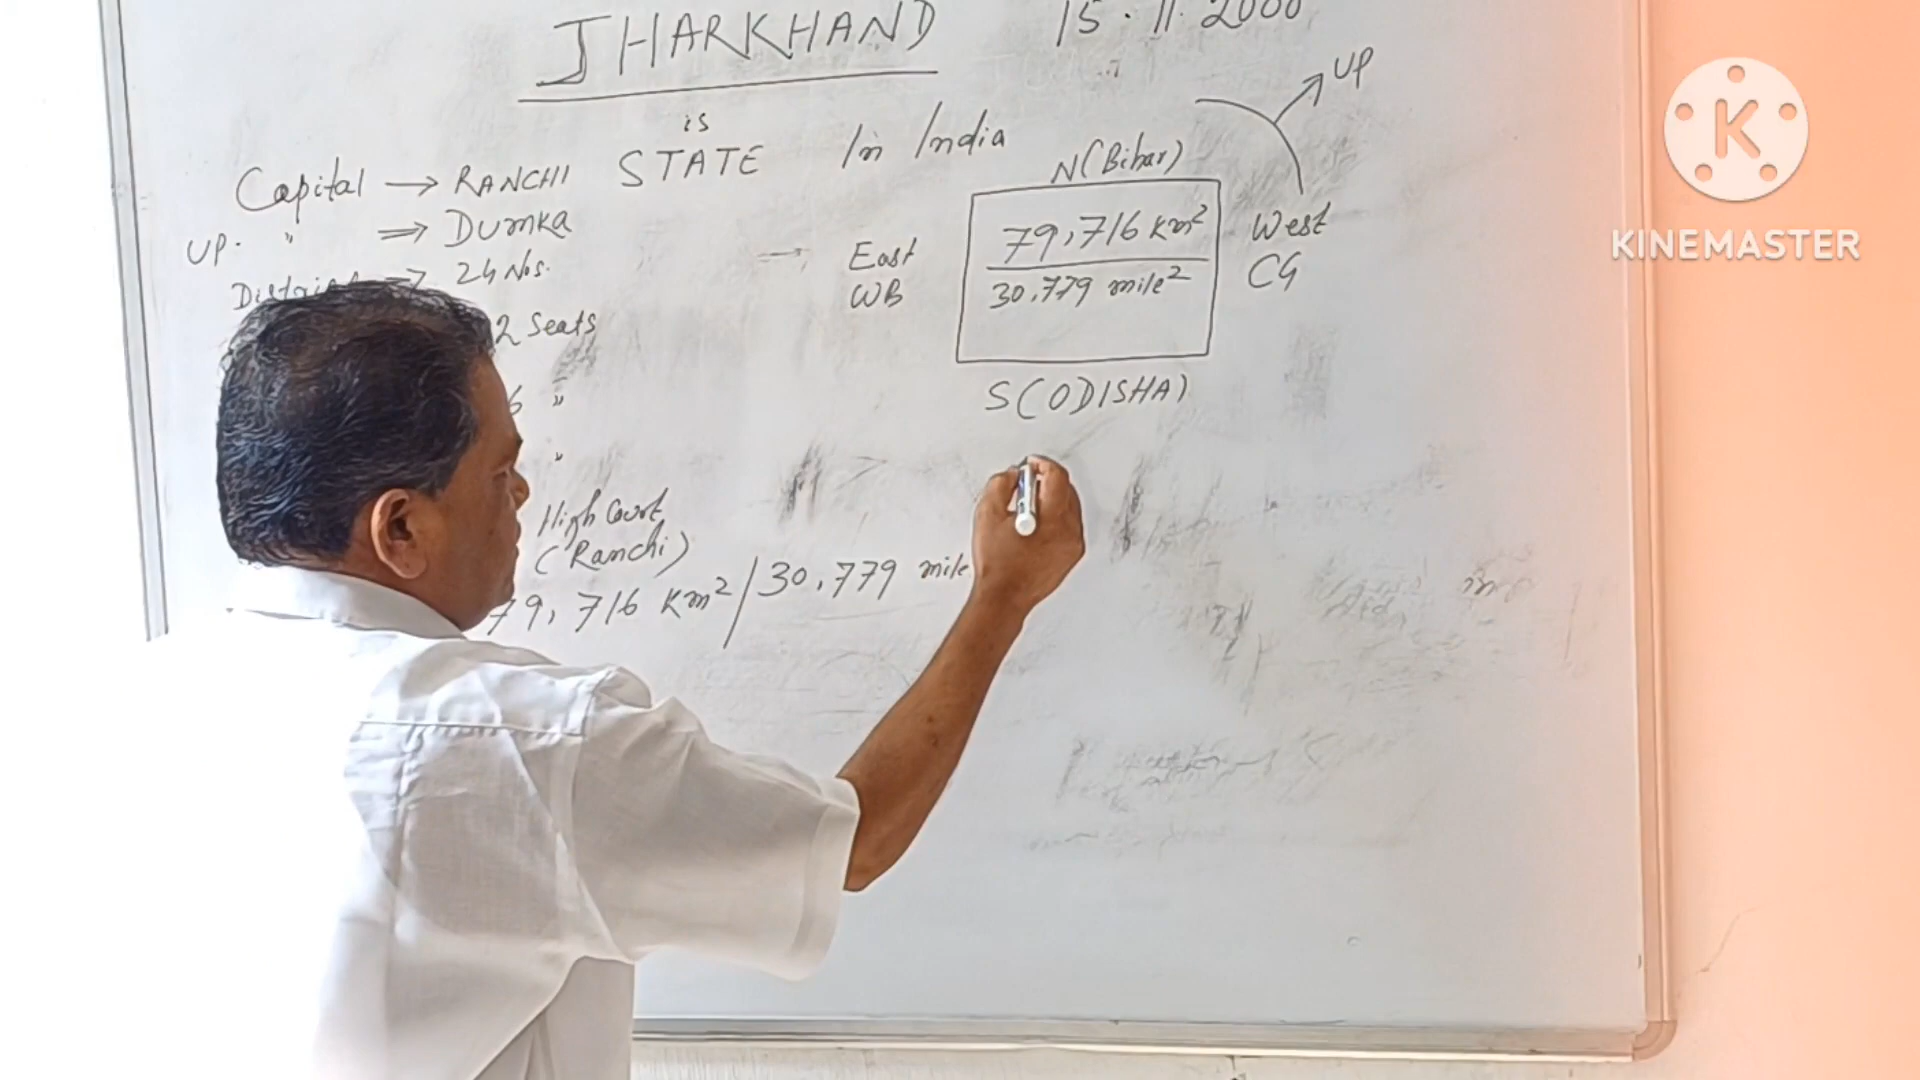 JHARKHAND 15.11.2000
is
STATE In India
Capital → RANCHI
UP. " ⇒ DUMKA
District → 24 Nos.
2 Seats
6 "
"
High Court
(Ranchi)
79,716 Km² / 30,779 mile
UP
N(Bihar)
East
WB
79,716 Km²
30,779 mile²
West
CG
S(ODISHA)
K
KINEMASTER